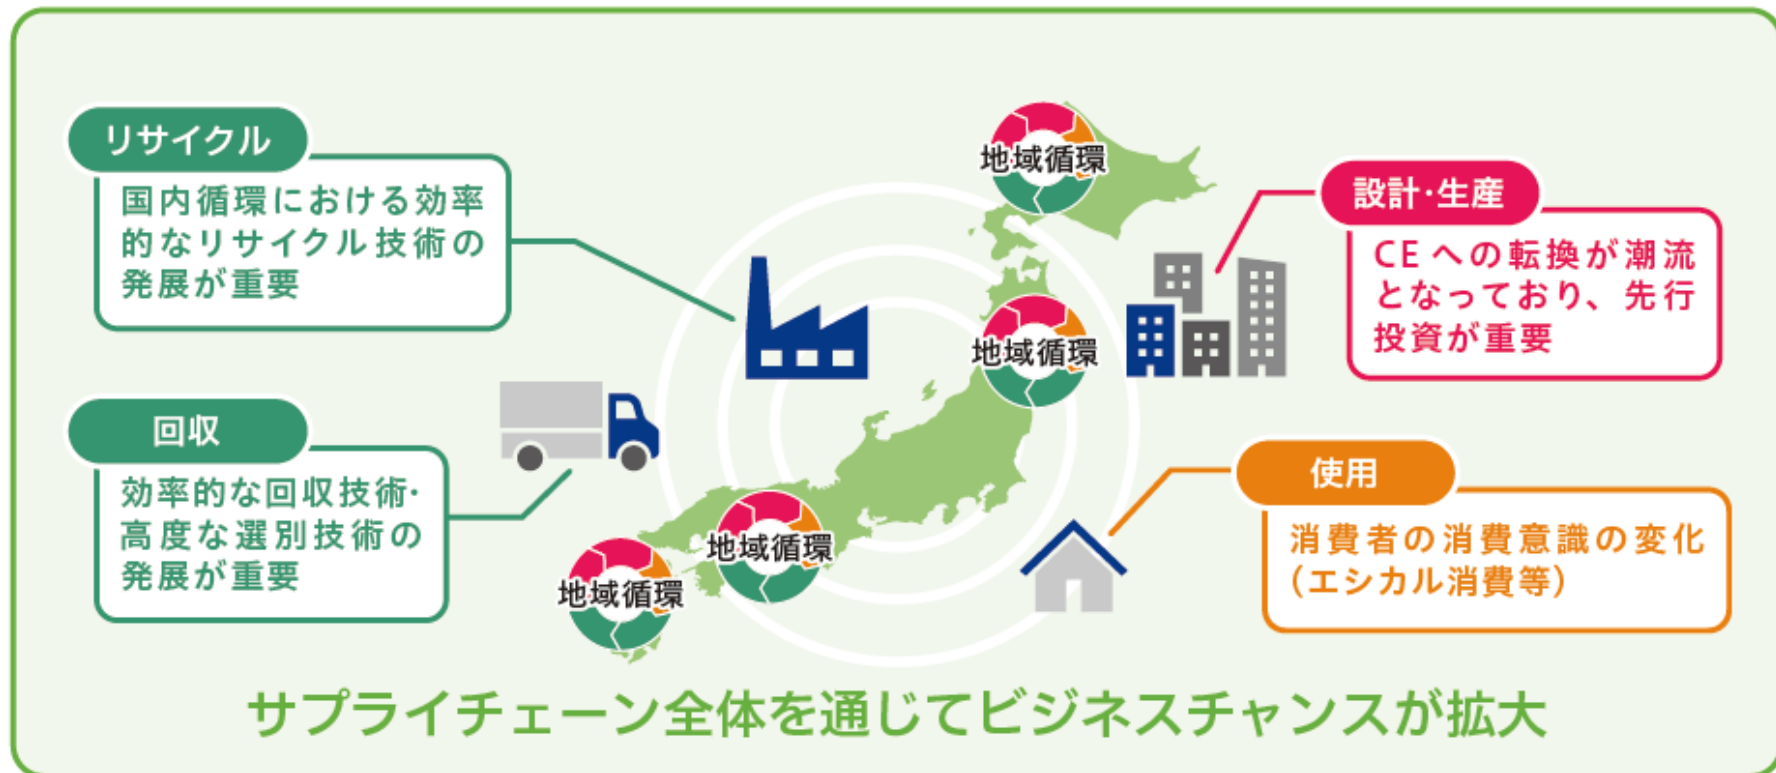 リサイクル
国内循環における効率
的なリサイクル技術の
発展が重要
回収
効率的な回収技術・
高度な選別技術の
発展が重要
地域循環
地域循環
地域循環
地域循環
設計・生産
CE への転換が潮流
となっており、先行
投資が重要
使用
消費者の消費意識の変化
(エシカル消費等)
サプライチェーン全体を通じてビジネスチャンスが拡大